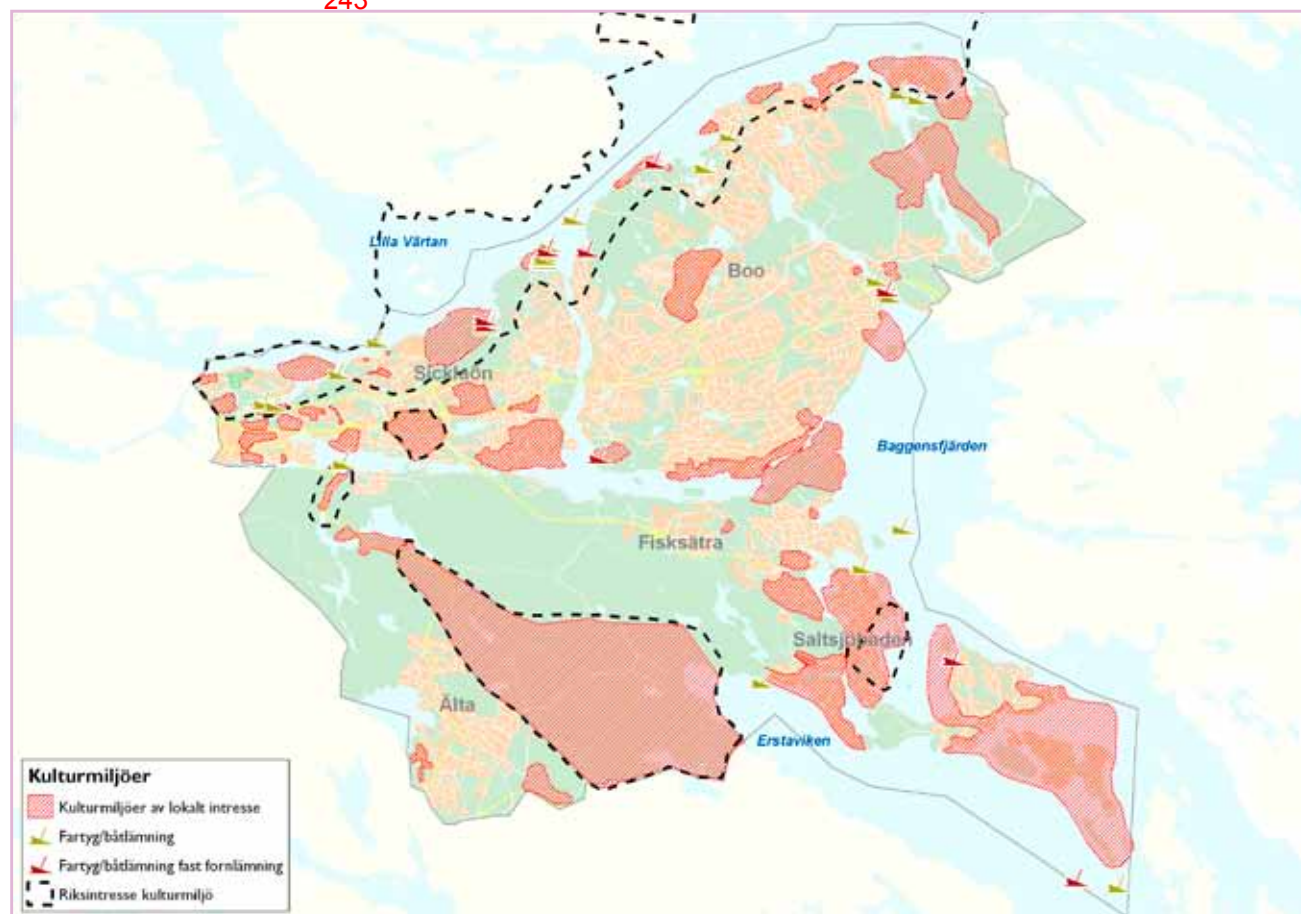 243
Lilla Värtan
Boo
Sicklaön
Baggensfjärden
Fisksätra
Saltsjöbaden
Älta
Erstaviken
Kulturmiljöer
Kulturmiljöer av lokalt intresse
Fartyg/båtlämning
Fartyg/båtlämning fast fornlämning
Riksintresse kulturmiljö